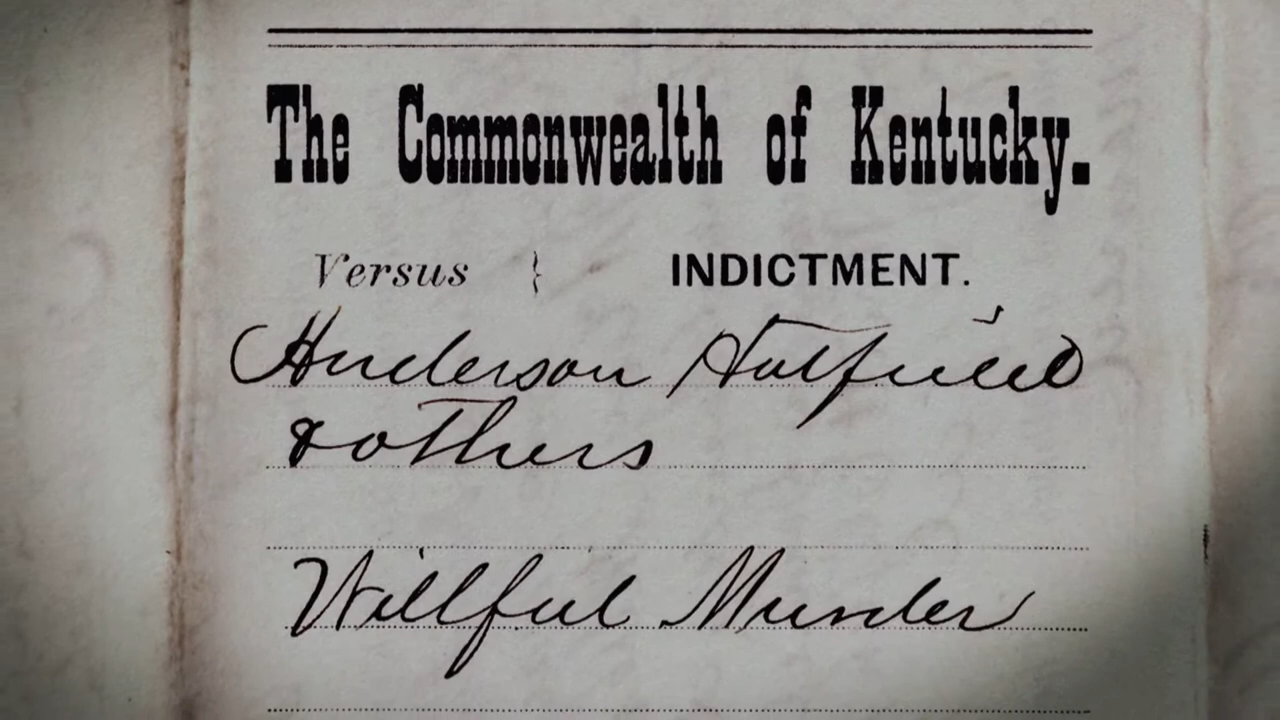 The Commonwealth of Kentucky.
Versus } INDICTMENT.
Anderson Hatfield
& others
Willful Murder